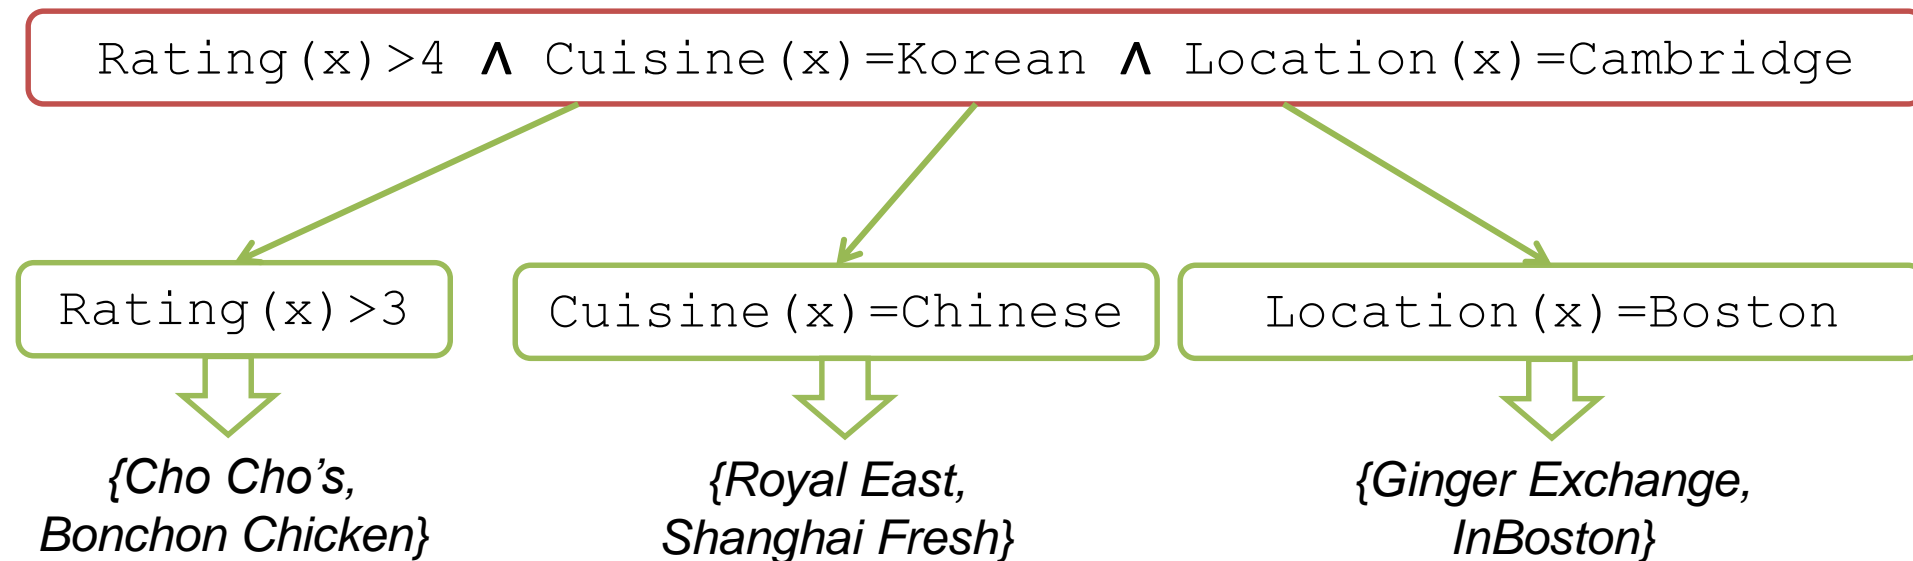 Rating(x)>4 ∧ Cuisine(x)=Korean ∧ Location(x)=Cambridge
Rating(x)>3
Cuisine(x)=Chinese
Location(x)=Boston
{Cho Cho’s,
Bonchon Chicken}
{Royal East,
Shanghai Fresh}
{Ginger Exchange,
InBoston}